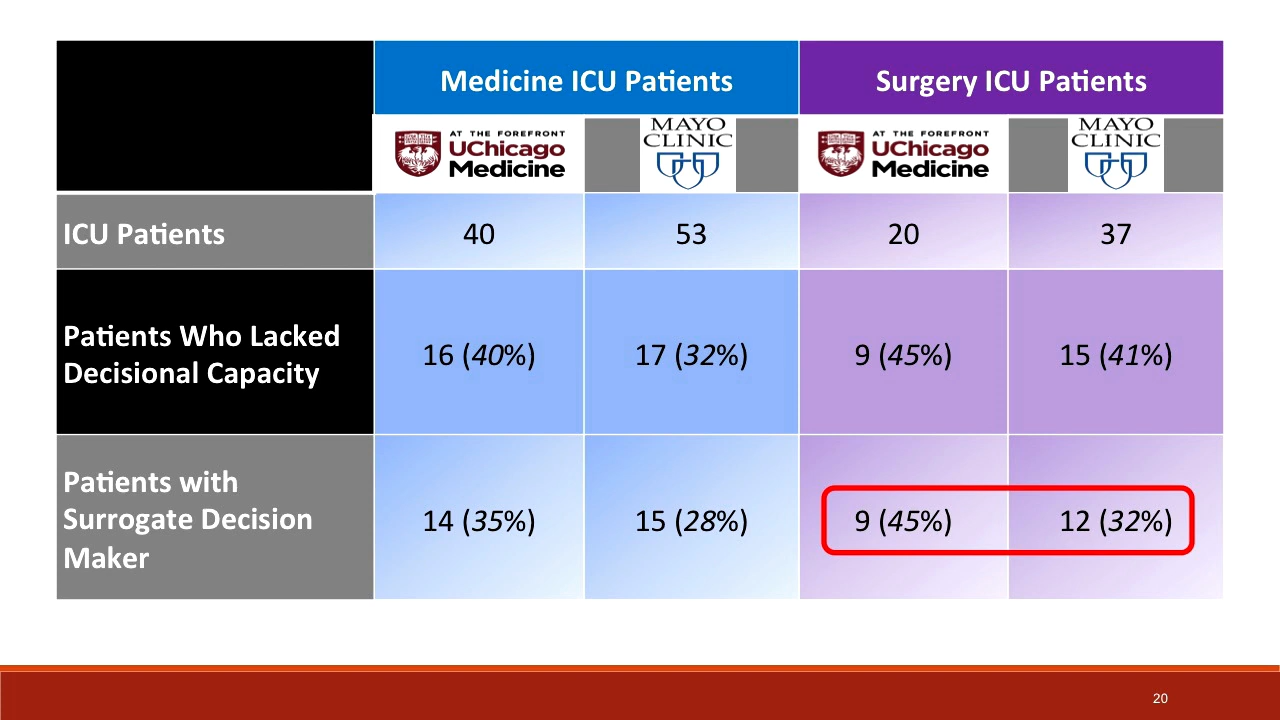 Medicine ICU Patients
Surgery ICU Patients
AT THE FOREFRONT
UChicago
Medicine
MAYO
CLINIC
AT THE FOREFRONT
UChicago
Medicine
MAYO
CLINIC
ICU Patients
40
53
20
37
Patients Who Lacked
Decisional Capacity
16 (40%)
17 (32%)
9 (45%)
15 (41%)
Patients with
Surrogate Decision
Maker
14 (35%)
15 (28%)
9 (45%)
12 (32%)
20